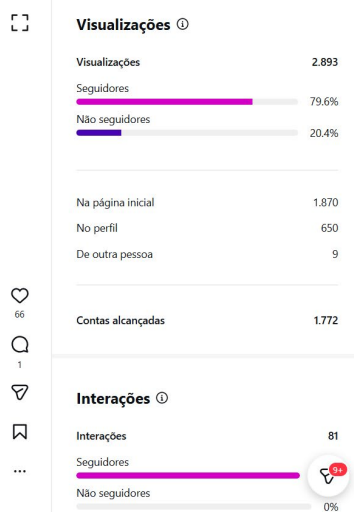 Visualizações
Visualizações 2.893
Seguidores
79.6%
Não seguidores
20.4%
Na página inicial 1.870
No perfil 650
De outra pessoa 9
66
1
Contas alcançadas 1.772
Interações
Interações 81
Seguidores
9+
Não seguidores
0%